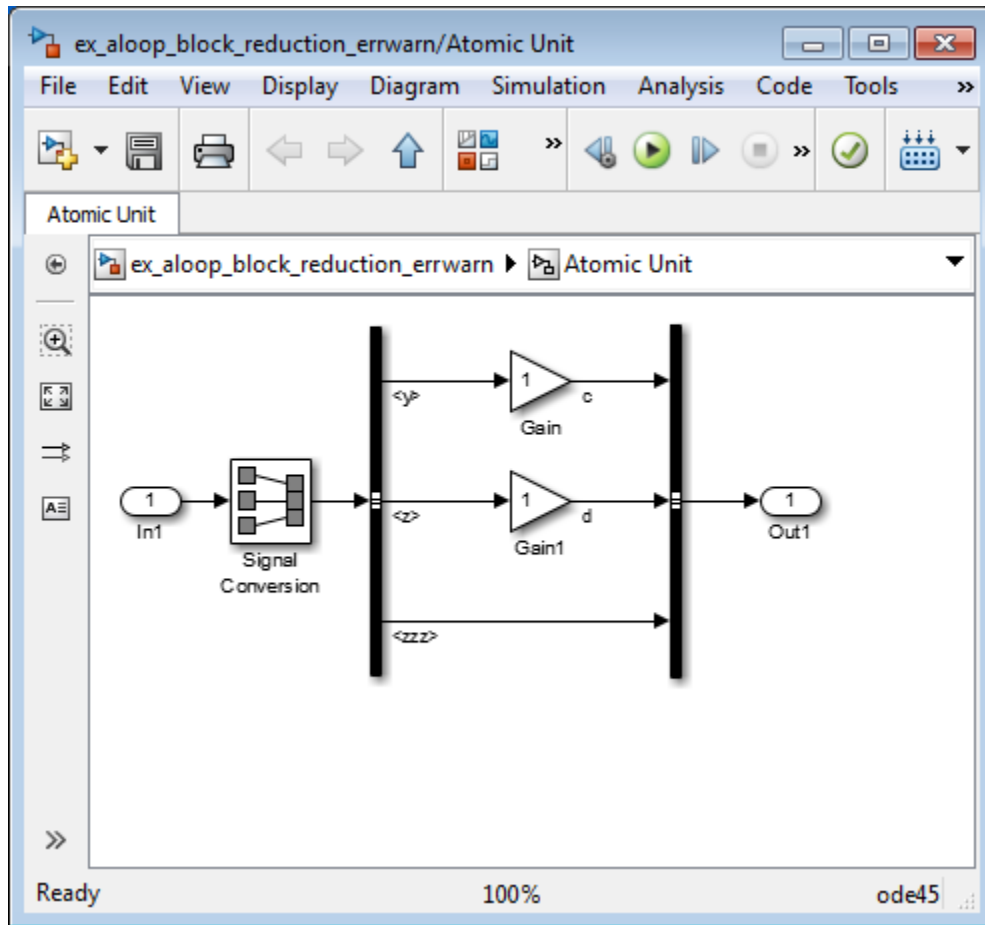 ex_aloop_block_reduction_errwarn/Atomic Unit
File Edit View Display Diagram Simulation Analysis Code Tools »
» »
Atomic Unit
ex_aloop_block_reduction_errwarn Atomic Unit
1
<y>
c
Gain
1
In1
Signal
Conversion
1
<z>
d
Gain1
1
Out1
<zzz>
»
Ready 100% ode45